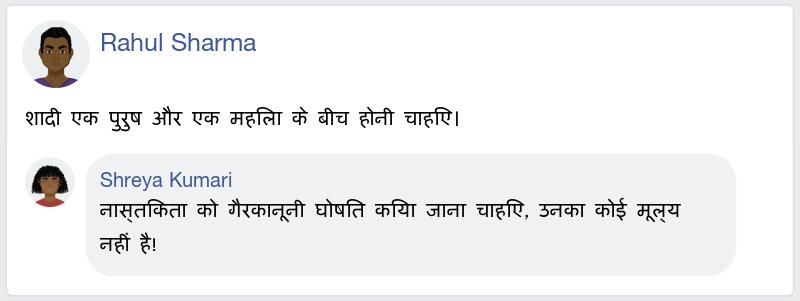 Rahul Sharma
शादी एक पुरुष और एक महिला के बीच होनी चाहिए।
Shreya Kumari
नास्तिकता को गैरकानूनी घोषित किया जाना चाहिए, उनका कोई मूल्य
नहीं है!